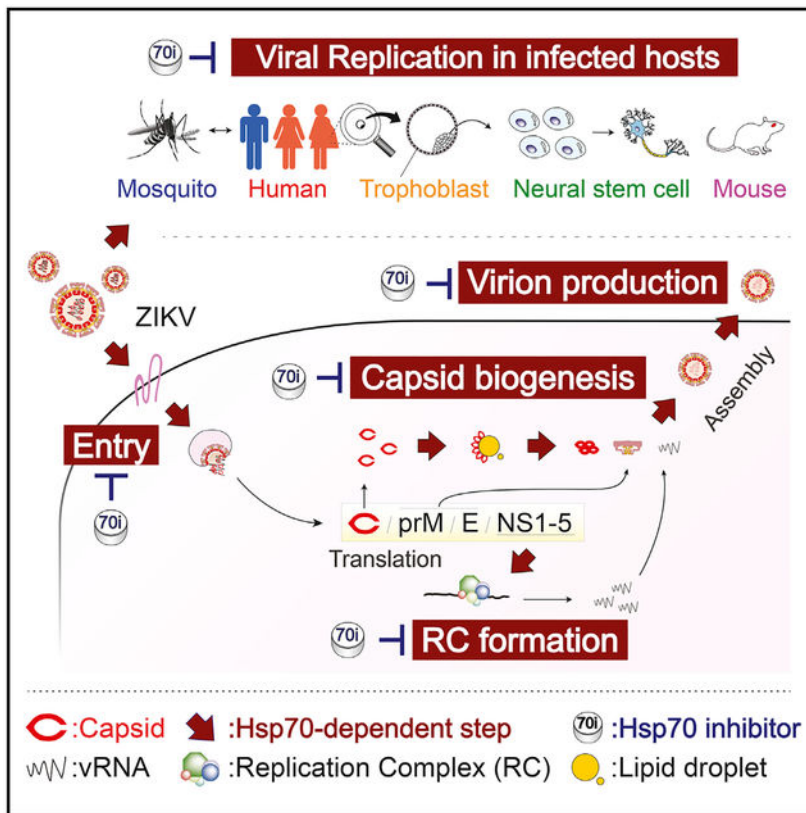 70i
Viral Replication in infected hosts
Mosquito Human Trophoblast Neural stem cell Mouse
70i
Virion production
ZIKV
70i
Capsid biogenesis
Assembly
Entry
70i
C / prM / E / NS1-5
Translation
70i
RC formation
:Capsid :Hsp70-dependent step 70i :Hsp70 inhibitor
:vRNA :Replication Complex (RC) :Lipid droplet